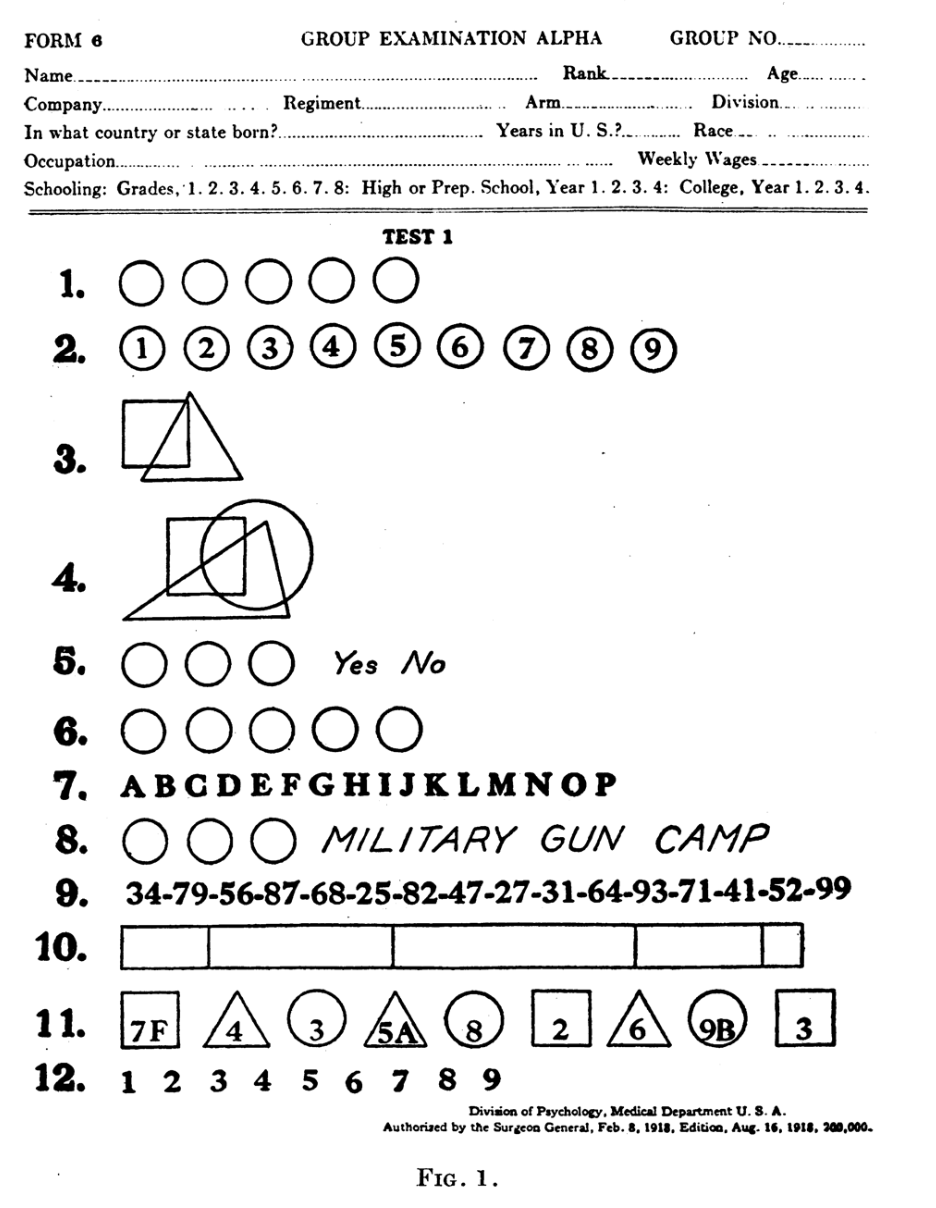 FORM 6 GROUP EXAMINATION ALPHA GROUP NO.
Name Rank Age
Company Regiment Arm Division
In what country or state born? Years in U. S.? Race
Occupation Weekly Wages
Schooling: Grades, 1. 2. 3. 4. 5. 6. 7. 8: High or Prep. School, Year 1. 2. 3. 4: College, Year 1. 2. 3. 4.
TEST 1
1.
2. 1 2 3 4 5 6 7 8 9
3.
4.
5. Yes No
6.
7. A B C D E F G H I J K L M N O P
8. MILITARY GUN CAMP
9. 34-79-56-87-68-25-82-47-27-31-64-93-71-41-52-99
10.
11. 7F 4 3 5A 8 2 6 9B 3
12. 1 2 3 4 5 6 7 8 9
Division of Psychology, Medical Department U. S. A.
Authorized by the Surgeon General, Feb. 8, 1918, Edition, Aug. 16, 1918, 200,000.
FIG. 1.